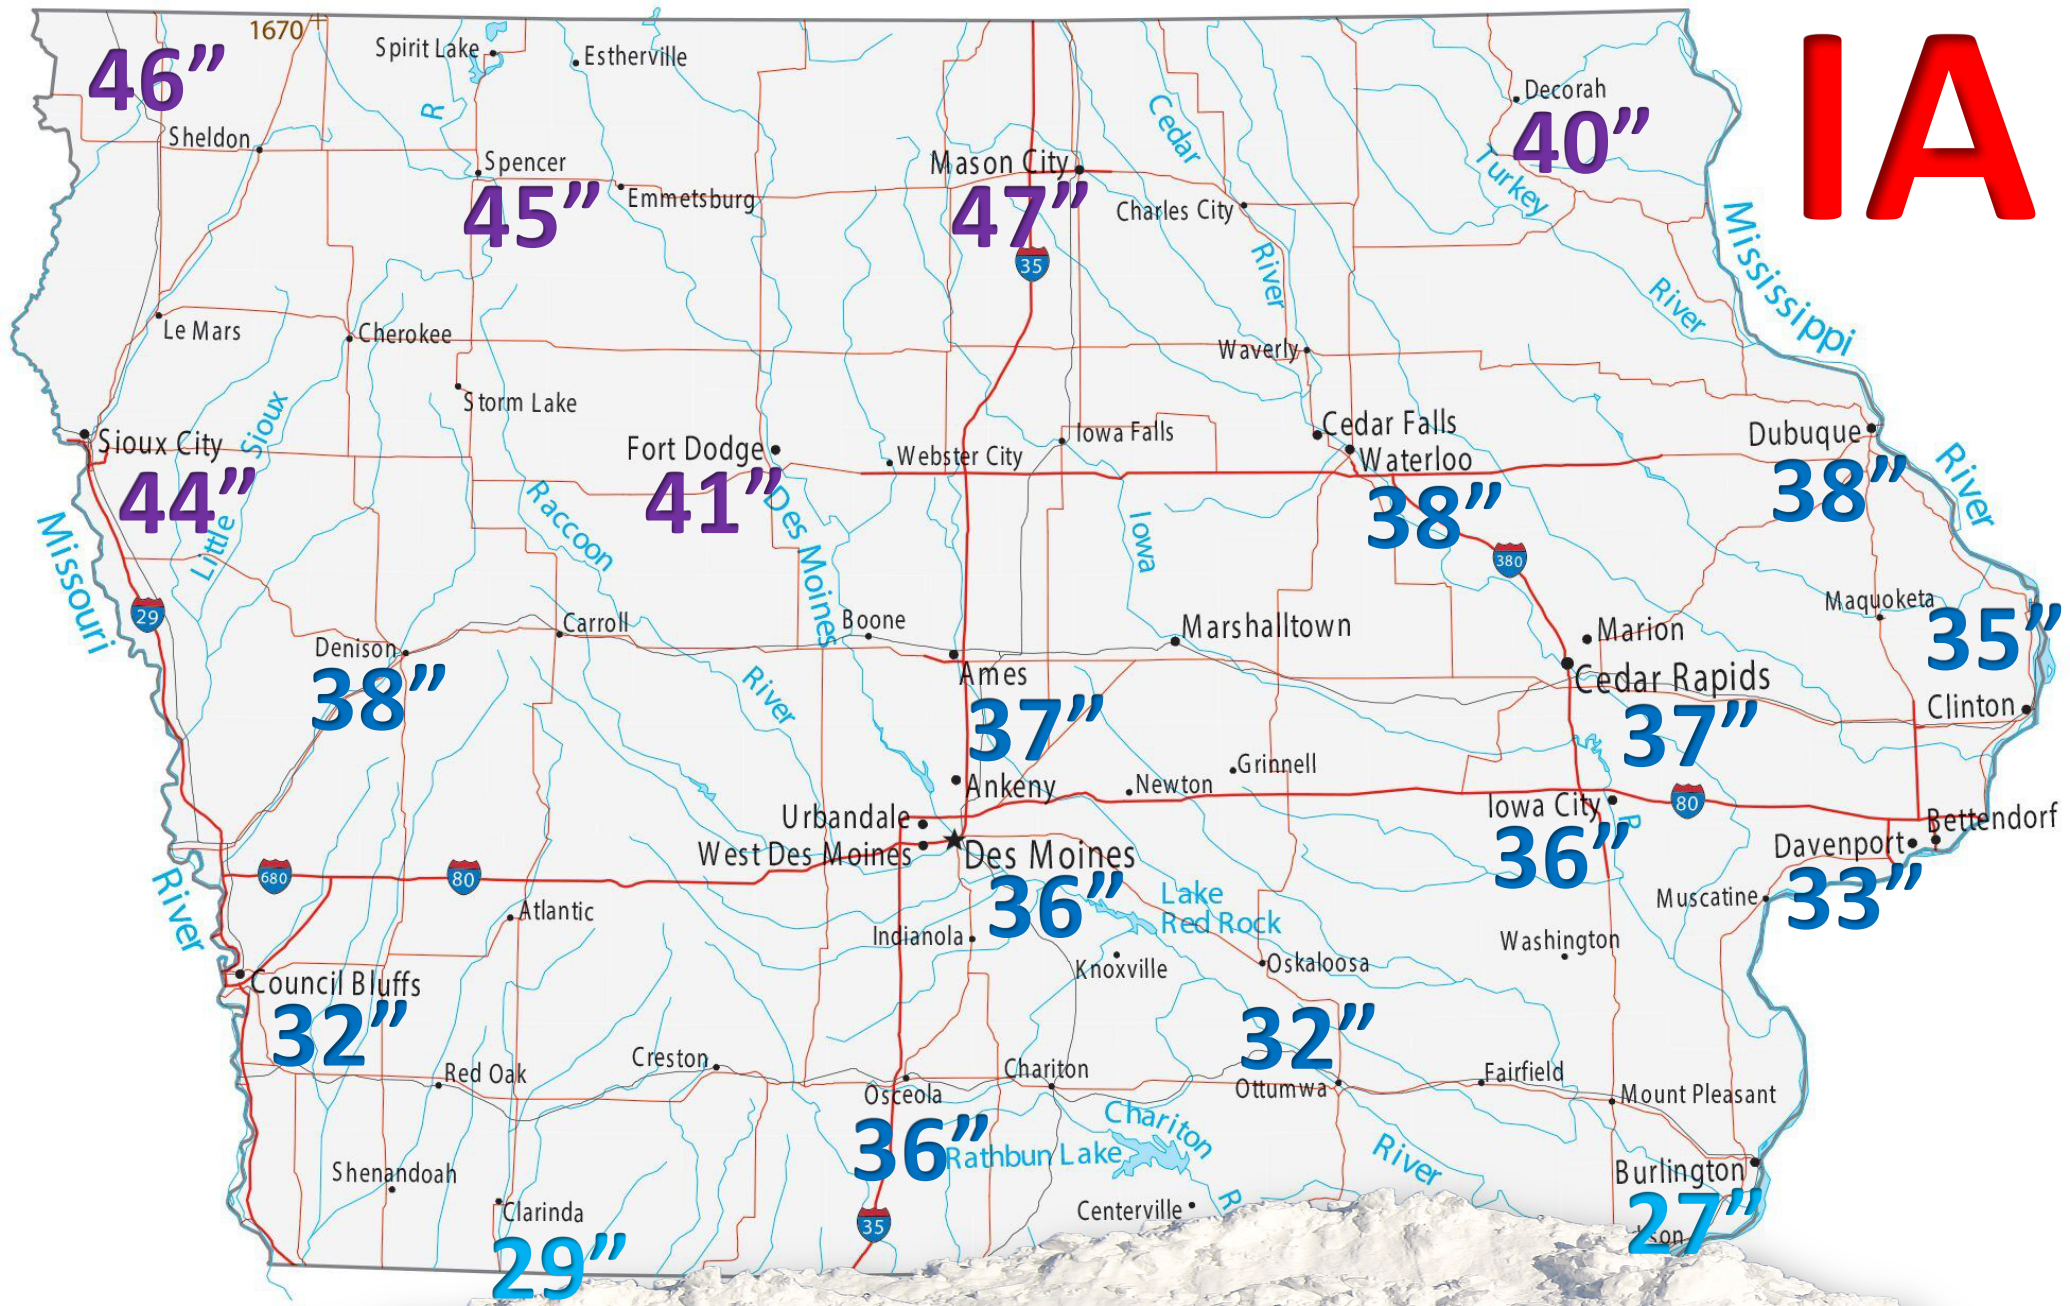 1670
Spirit Lake
Estherville
46”
IA
Decorah
40”
R
Cedar
Sheldon
Spencer
45”
Emmetsburg
Mason City
47”
Charles City
Turkey
Mississippi
35
River
River
Le Mars
Cherokee
Waverly
Storm Lake
Sioux
Little
Sioux City
44”
Fort Dodge
41”
Webster City
Iowa Falls
Cedar Falls
Waterloo
38”
Dubuque
38”
River
Missouri
Raccoon
Des Moines
Iowa
380
29
Denison
38”
Carroll
Boone
Marshalltown
Marion
Maquoketa
35”
Ames
37”
River
Cedar Rapids
37”
Clinton
Ankeny
Newton
Grinnell
Urbandale
West Des Moines
Des Moines
36”
Iowa City
36”
R
80
Bettendorf
Davenport
33”
River
680
80
Atlantic
Lake
Red Rock
Muscatine
Indianola
Knoxville
Oskaloosa
Washington
Council Bluffs
32”
32”
Red Oak
Creston
Osceola
36”
Chariton
Ottumwa
Fairfield
Mount Pleasant
Chariton
Rathbun Lake
River
Shenandoah
Clarinda
29”
35
Centerville
R
Burlington
27”
son